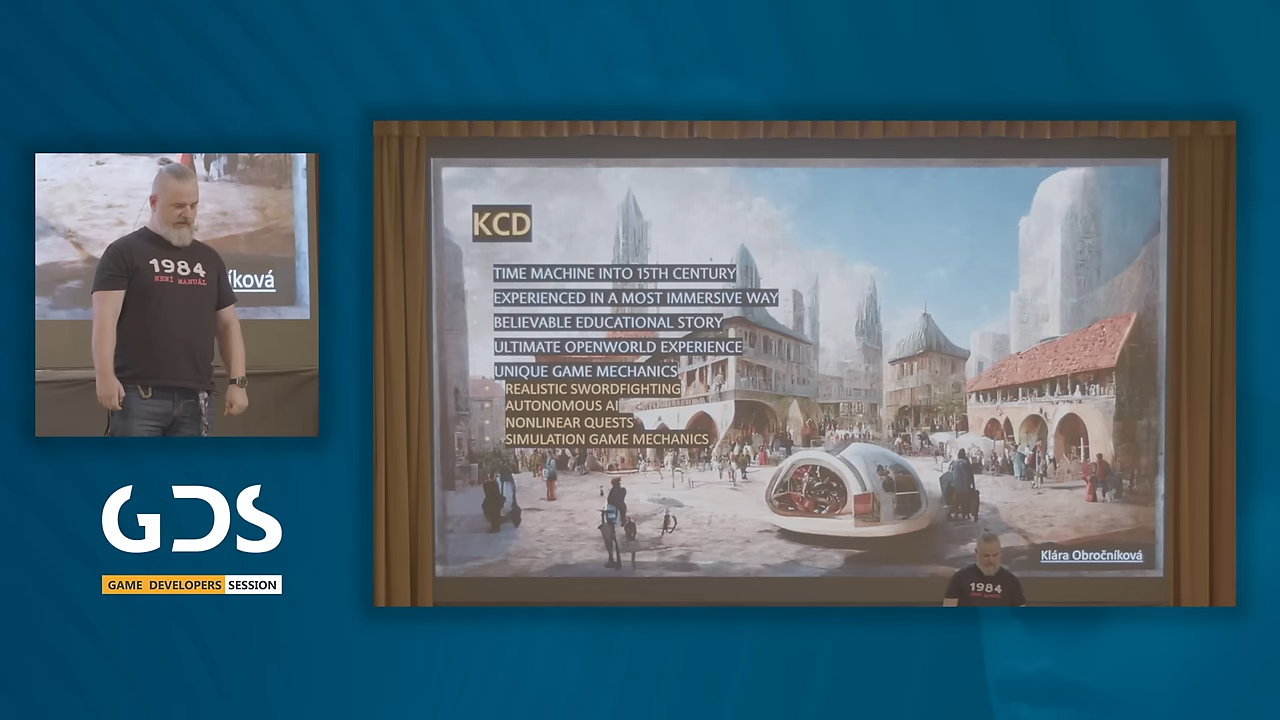 1984
NENÍ MANUÁL
íková
GDS
GAME DEVELOPERS SESSION
KCD
TIME MACHINE INTO 15TH CENTURY
EXPERIENCED IN A MOST IMMERSIVE WAY
BELIEVABLE EDUCATIONAL STORY
ULTIMATE OPENWORLD EXPERIENCE
UNIQUE GAME MECHANICS
REALISTIC SWORDFIGHTING
AUTONOMOUS AI
NONLINEAR QUESTS
SIMULATION GAME MECHANICS
Klára Obročníková
1984